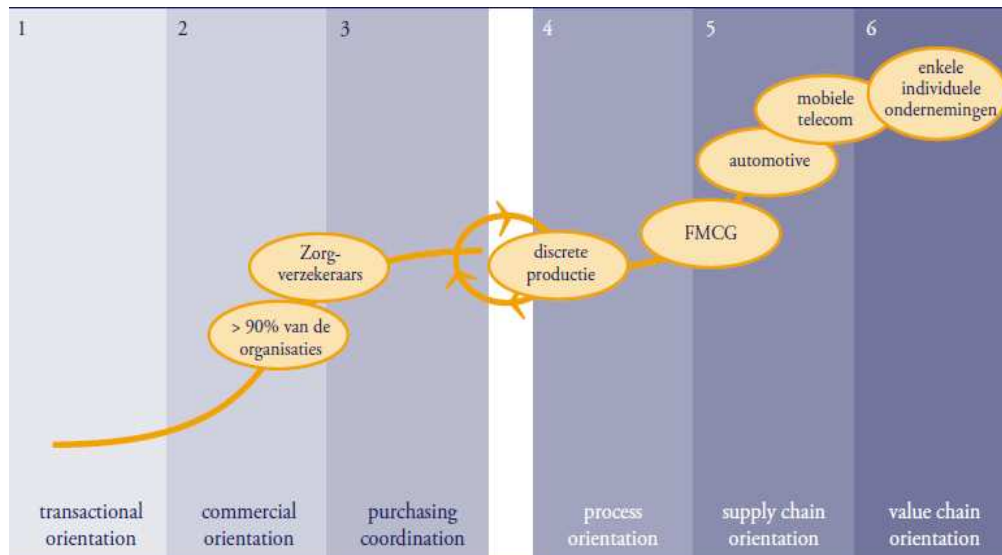 1
2
3
4
5
6
enkele
individuele
ondernemingen
mobiele
telecom
automotive
FMCG
discrete
productie
Zorg-
verzekeraars
> 90% van de
organisaties
transactional
orientation
commercial
orientation
purchasing
coordination
process
orientation
supply chain
orientation
value chain
orientation